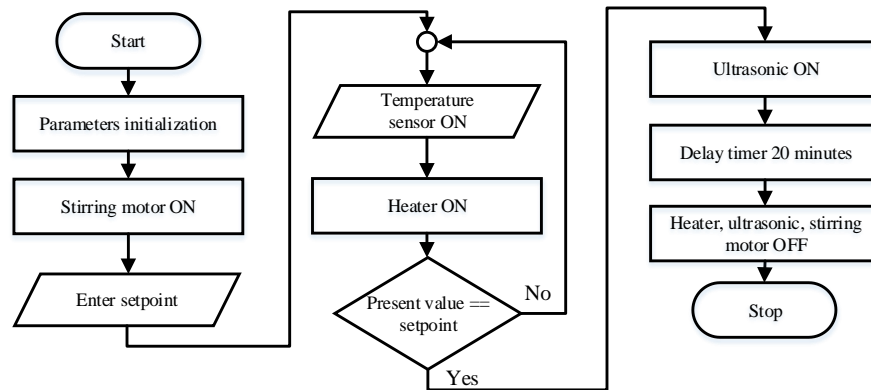 Start
Parameters initialization
Stirring motor ON
Enter setpoint
Temperature
sensor ON
Heater ON
Present value ==
setpoint
No
Yes
Ultrasonic ON
Delay timer 20 minutes
Heater, ultrasonic, stirring
motor OFF
Stop